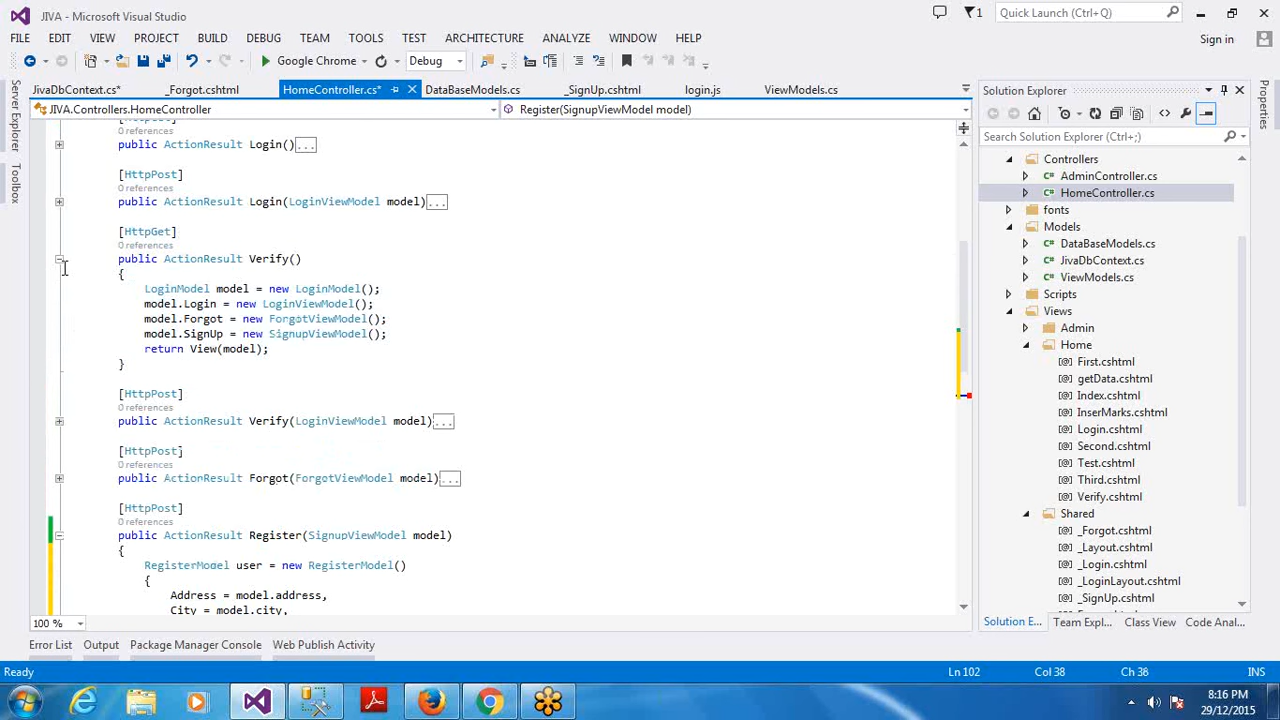 JIVA - Microsoft Visual Studio
1
Quick Launch (Ctrl+Q)
FILE EDIT VIEW PROJECT BUILD DEBUG TEAM TOOLS TEST ARCHITECTURE ANALYZE WINDOW HELP
Sign in
Google Chrome
Debug
JivaDbContext.cs* _Forgot.cshtml HomeController.cs* DataBaseModels.cs _SignUp.cshtml login.js ViewModels.cs
JIVA.Controllers.HomeController
Register(SignupViewModel model)
0 references
public ActionResult Login()...
[HttpPost]
0 references
public ActionResult Login(LoginViewModel model)...
[HttpGet]
0 references
public ActionResult Verify()
{
LoginModel model = new LoginModel();
model.Login = new LoginViewModel();
model.Forgot = new ForgotViewModel();
model.SignUp = new SignupViewModel();
return View(model);
}
[HttpPost]
0 references
public ActionResult Verify(LoginViewModel model)...
[HttpPost]
0 references
public ActionResult Forgot(ForgotViewModel model)...
[HttpPost]
0 references
public ActionResult Register(SignupViewModel model)
{
RegisterModel user = new RegisterModel()
{
Address = model.address,
City = model.city,
100 %
Server Explorer
Toolbox
Properties
Solution Explorer
Search Solution Explorer (Ctrl+;)
Controllers
C# AdminController.cs
C# HomeController.cs
fonts
Models
C# DataBaseModels.cs
C# JivaDbContext.cs
C# ViewModels.cs
Scripts
Views
Admin
Home
[@] First.cshtml
[@] getData.cshtml
[@] Index.cshtml
[@] InserMarks.cshtml
[@] Login.cshtml
[@] Second.cshtml
[@] Test.cshtml
[@] Third.cshtml
[@] Verify.cshtml
Shared
[@] _Forgot.cshtml
[@] _Layout.cshtml
[@] _Login.cshtml
[@] _LoginLayout.cshtml
[@] _SignUp.cshtml
Solution E... Team Expl... Class View Code Anal...
Error List Output Package Manager Console Web Publish Activity
Ready
Ln 102 Col 38 Ch 36 INS
8:16 PM
29/12/2015